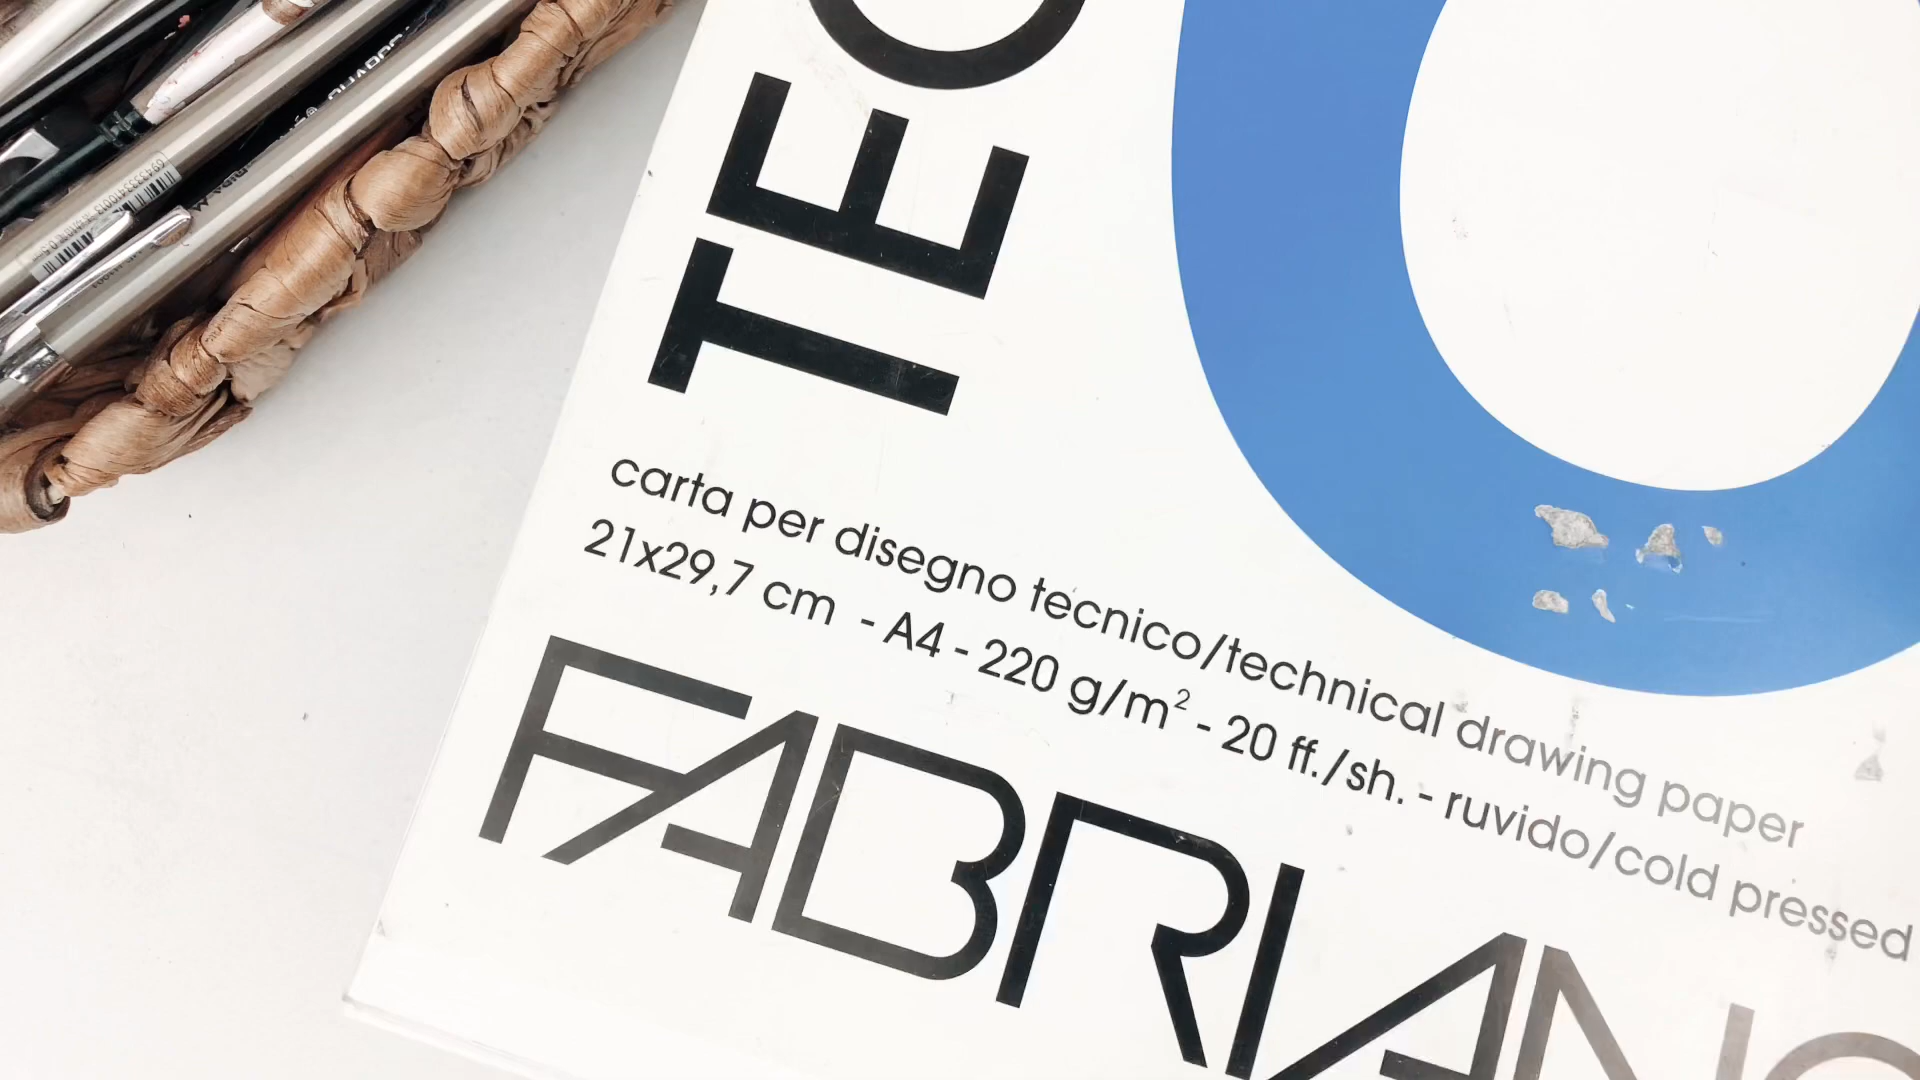 TEC
carta per disegno tecnico/technical drawing paper
21x29,7 cm - A4 - 220 g/m² - 20 ff./sh. - ruvido/cold pressed
FABRIANO